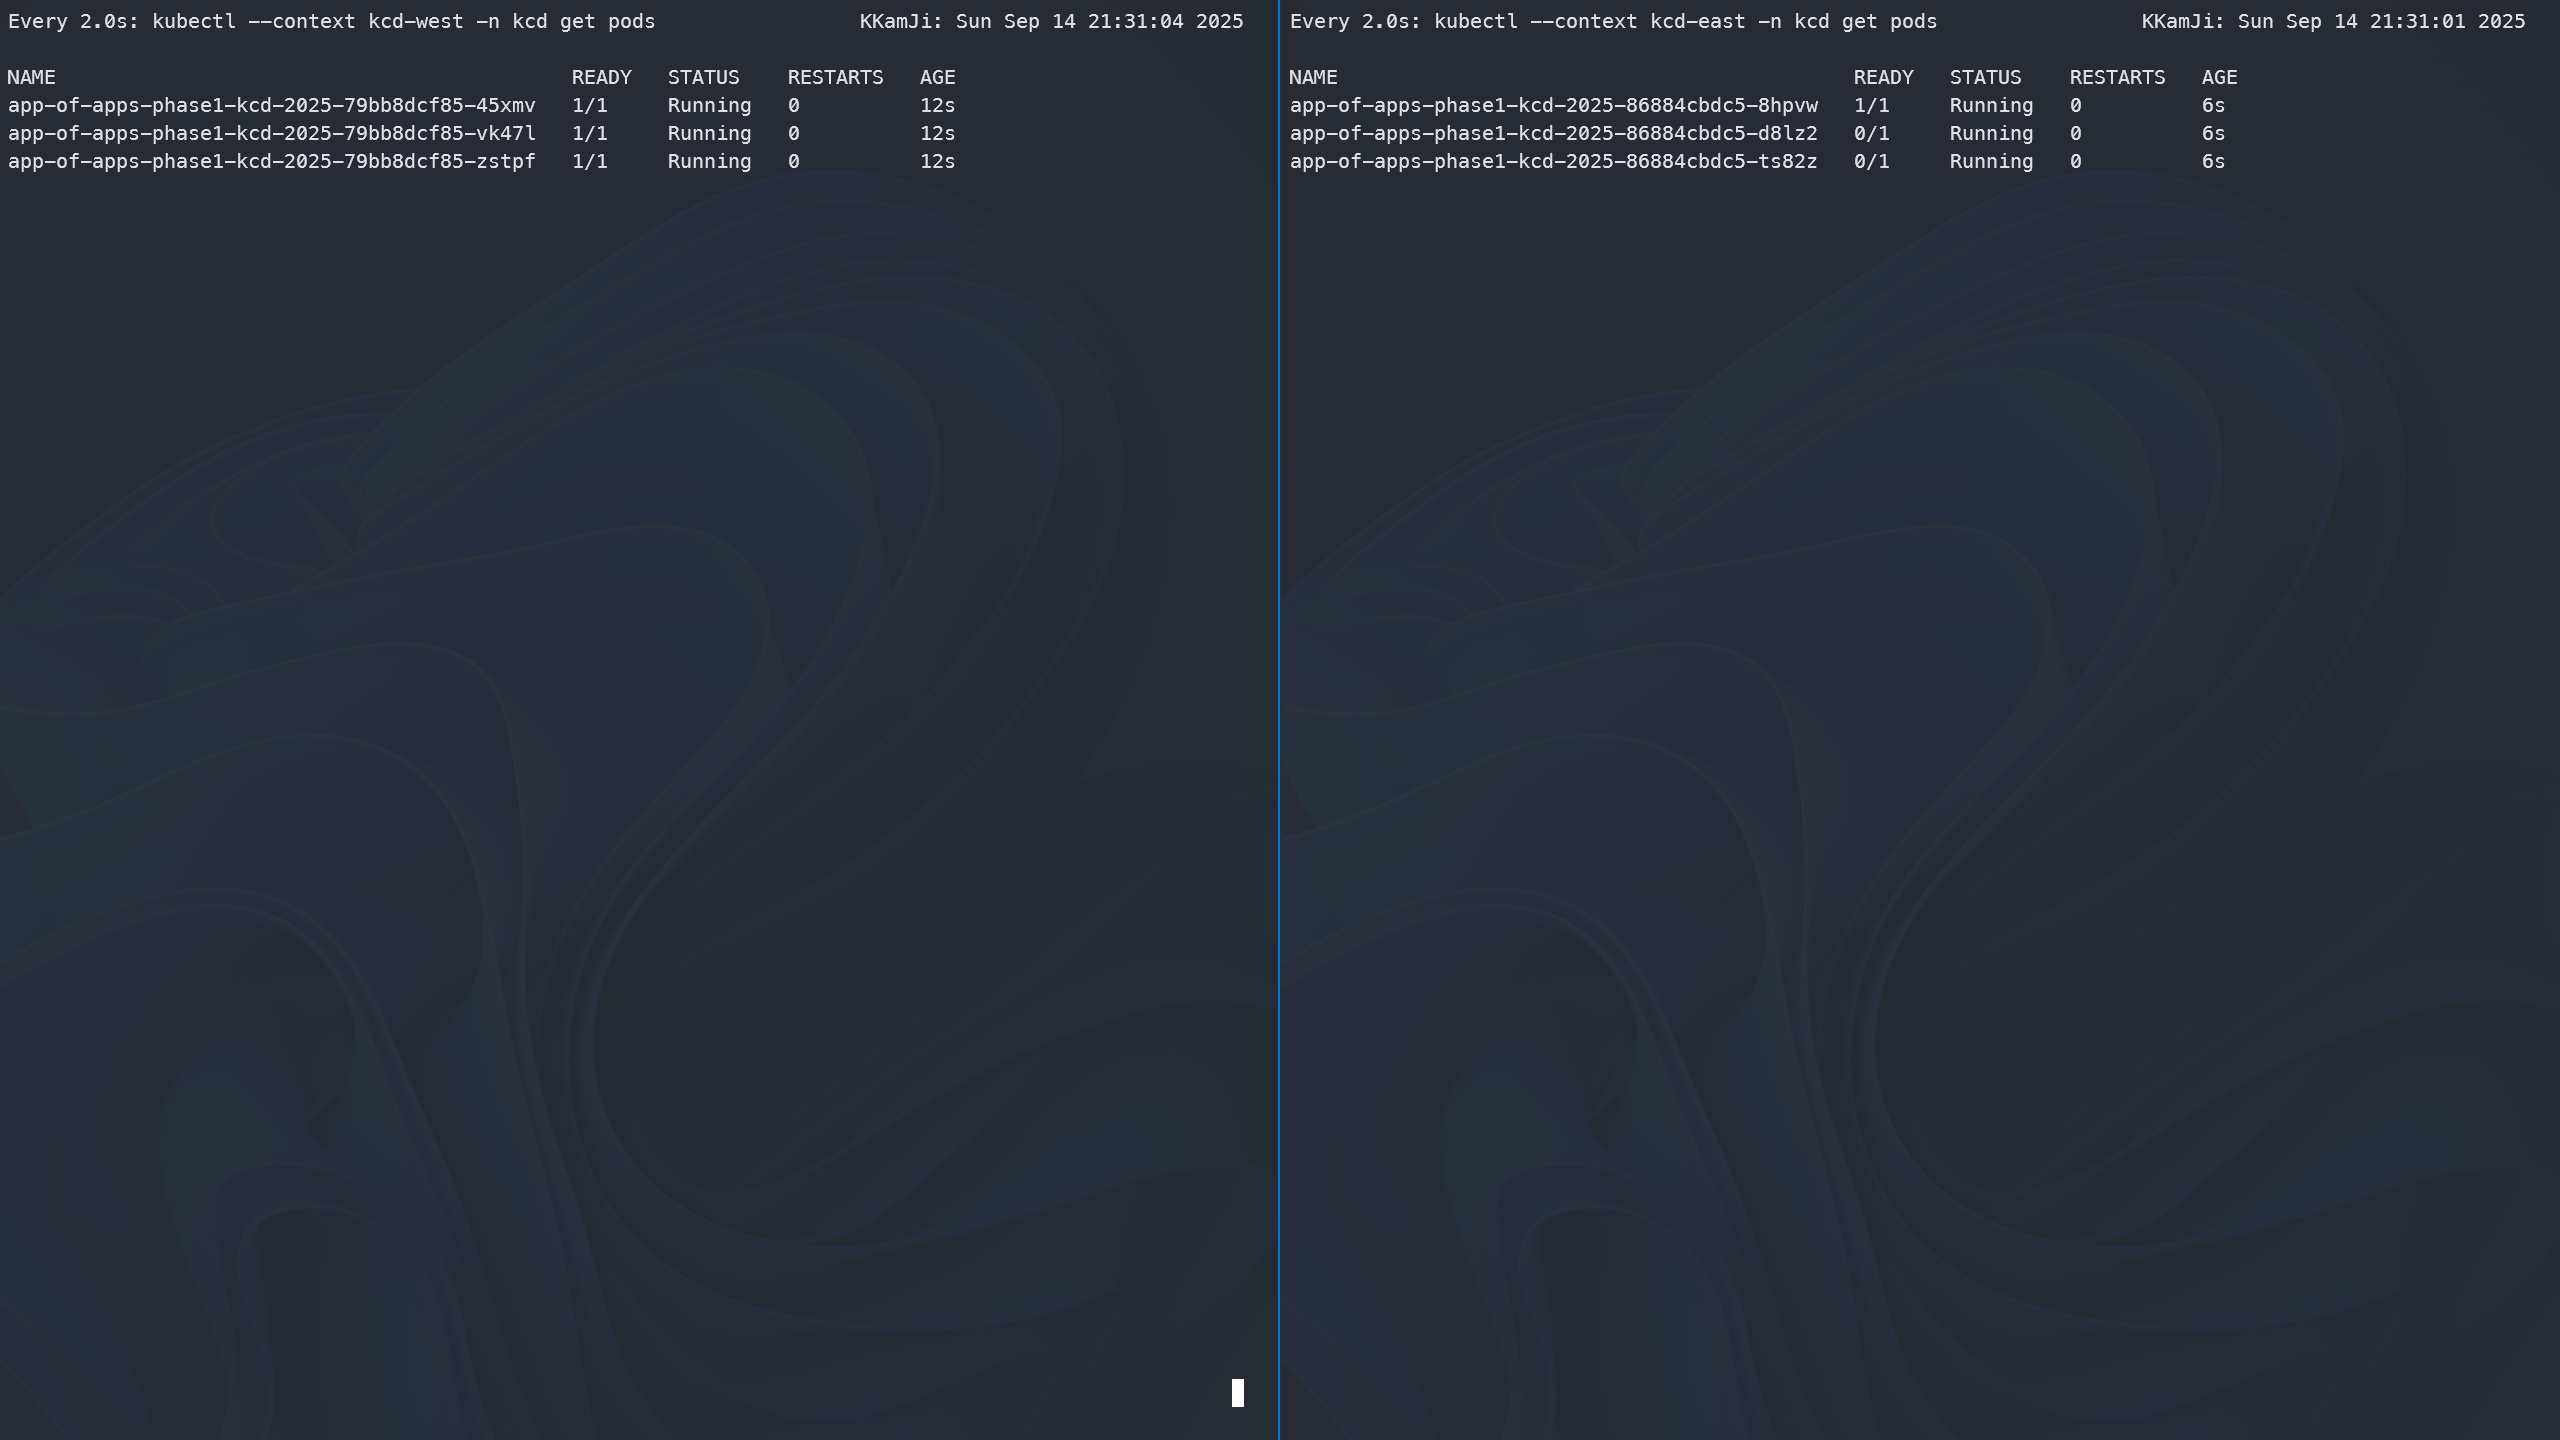 Every 2.0s: kubectl --context kcd-west -n kcd get pods KKamJi: Sun Sep 14 21:31:04 2025
NAME READY STATUS RESTARTS AGE
app-of-apps-phase1-kcd-2025-79bb8dcf85-45xmv 1/1 Running 0 12s
app-of-apps-phase1-kcd-2025-79bb8dcf85-vk47l 1/1 Running 0 12s
app-of-apps-phase1-kcd-2025-79bb8dcf85-zstpf 1/1 Running 0 12s
Every 2.0s: kubectl --context kcd-east -n kcd get pods KKamJi: Sun Sep 14 21:31:01 2025
NAME READY STATUS RESTARTS AGE
app-of-apps-phase1-kcd-2025-86884cbdc5-8hpvw 1/1 Running 0 6s
app-of-apps-phase1-kcd-2025-86884cbdc5-d8lz2 0/1 Running 0 6s
app-of-apps-phase1-kcd-2025-86884cbdc5-ts82z 0/1 Running 0 6s